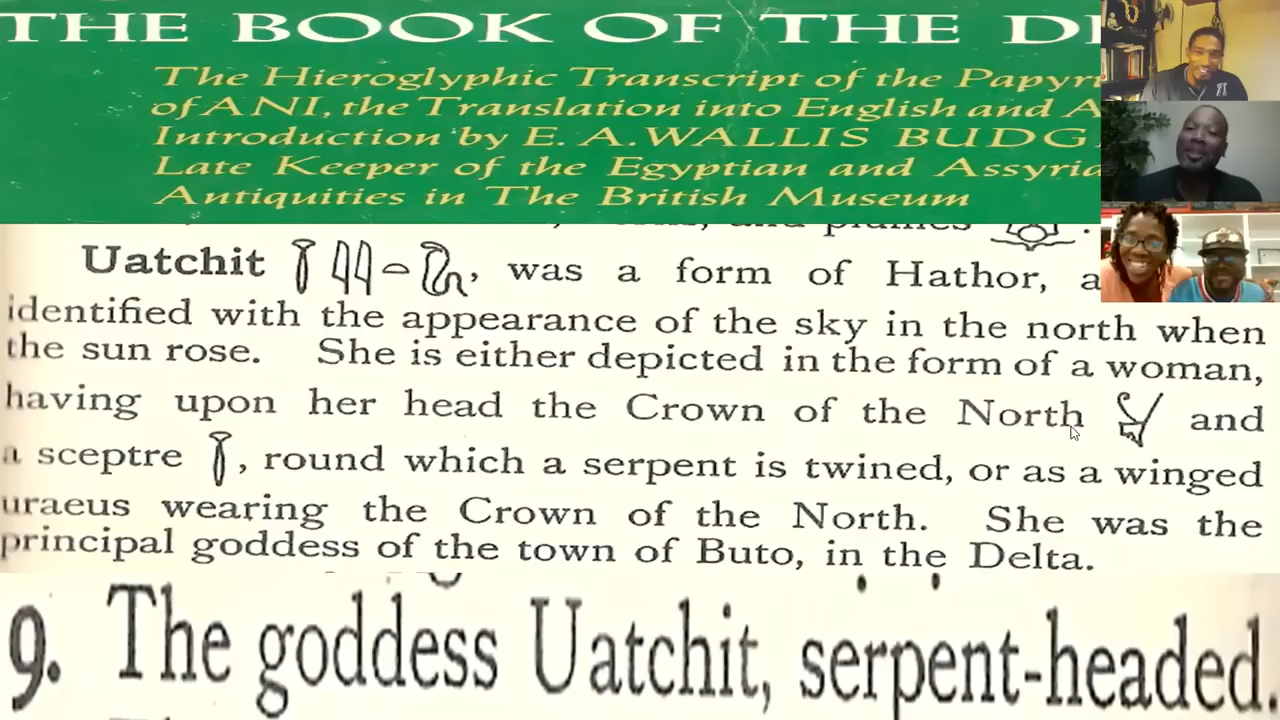 THE BOOK OF THE
The Hieroglyphic Transcript of the
of ANI, the Translation into English and
Introduction by E. A. WALLIS
Late Keeper of the Egyptian and
Antiquities in The British Museum
and plumes
Uatchit was a form of Hathor,
identified with the appearance of the sky in the north when
the sun rose. She is either depicted in the form of a woman,
having upon her head the Crown of the North and
a sceptre , round which a serpent is twined, or as a winged
uraeus wearing the Crown of the North. She was the
principal goddess of the town of Buto, in the Delta.
9. The goddess Uatchit, serpent-headed.